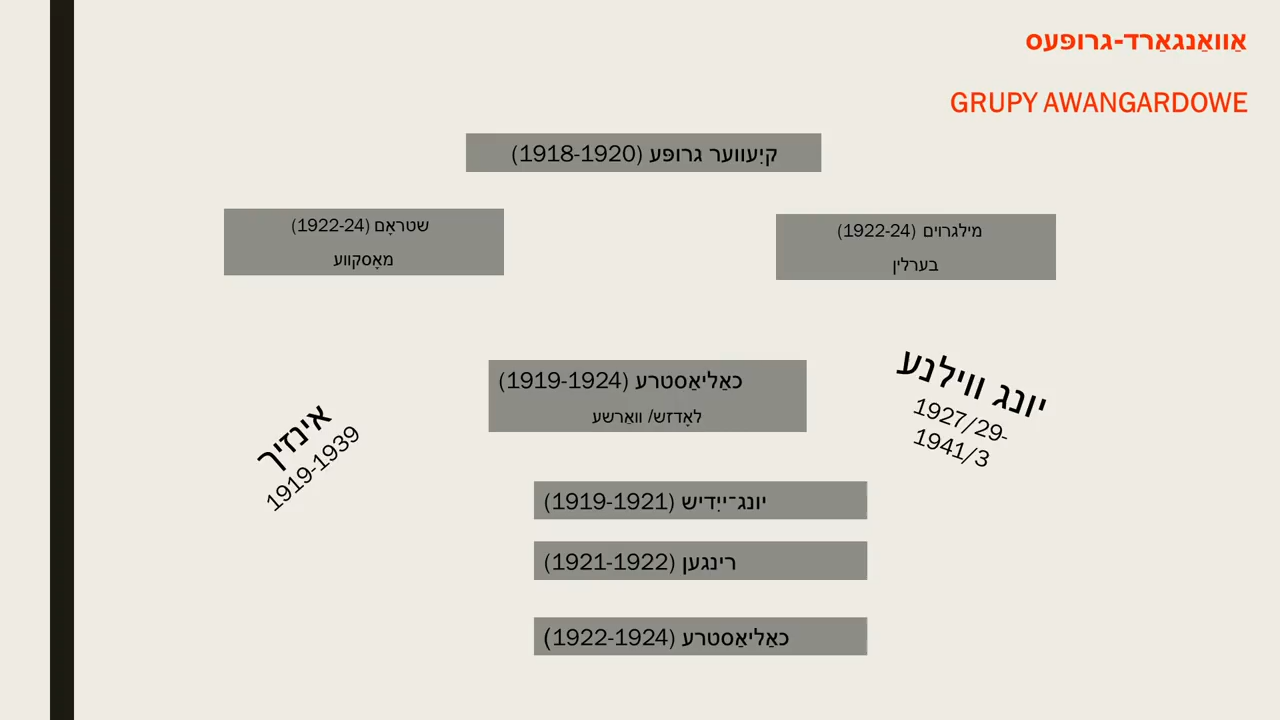 אַוואַנגאַרד-גרופּעס
GRUPY AWANGARDOWE
קיִעווער גרופּע (1918-1920)
שטראָם (1922-24)
מאָסקווע
מילגרוים (1922-24)
בערלין
כאַליאַסטרע (1919-1924)
לאָדזש/ וואַרשע
יונג ווילנע
1927/29-
1941/3
אינזיך
1919-1939
יונג־ייִדיש (1919-1921)
רינגען (1921-1922)
כאַליאַסטרע (1922-1924)